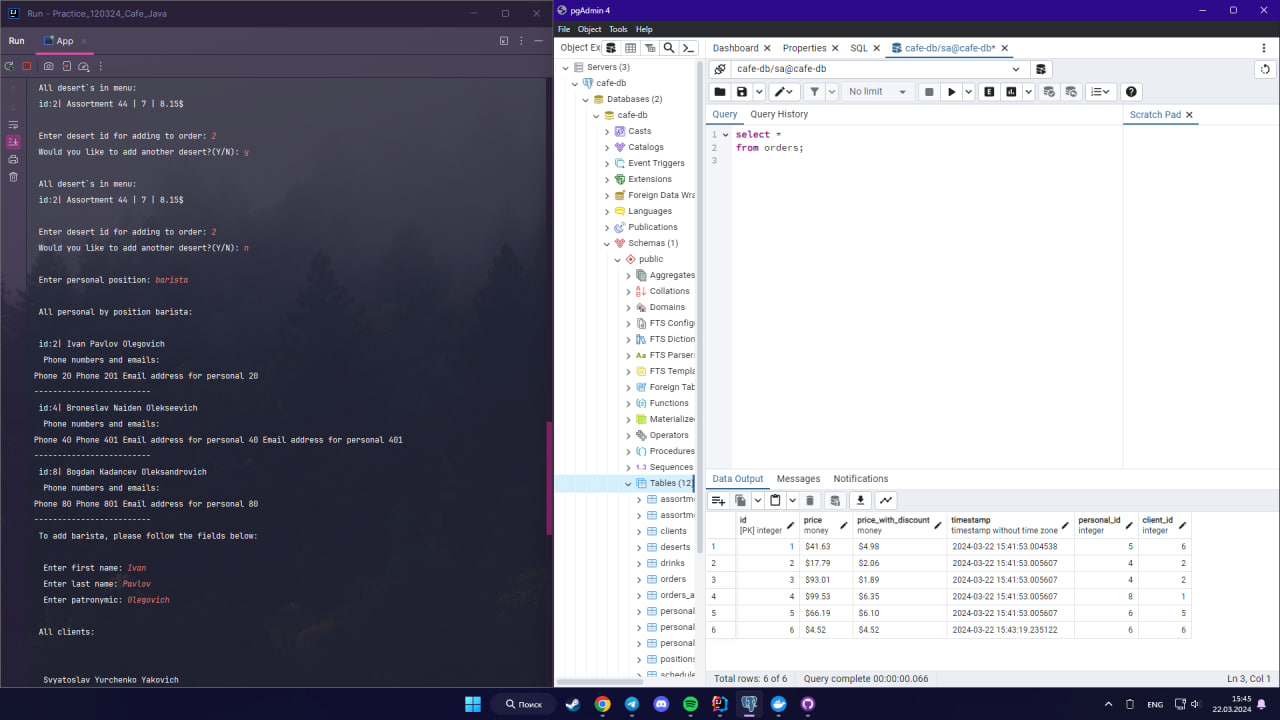 Run - Practice_120324_Cafe_Java
Run
App
All desert's in menu:
id:2| Assortment 44 | 7 | 8.15$
Enter desert id for adding to order: 2
Would you like to add another desert?(Y/N): y
All desert's in menu:
id:2| Assortment 44 | 7 | 8.15$
Enter desert id for adding to order: 2
Would you like to add another desert?(Y/N): n
Enter personal position: barista
All personal by position barista:
id:2| Ivan Pavlov Olegovich
Phone numbers and emails:
Phone 20 Phone 201 Email address for personal 20
-------------------------
id:4| Broneslav Naiden Olekseevich
Phone numbers and emails:
Phone 40 Phone 401 Email address for personal 40 Email address for personal 401
-------------------------
id:8| Bogdan Kadancev Oleksandrovich
Phone numbers and emails:
Phone 80 Phone 801 Email address for personal 80
-------------------------
To add barista, please follow the fields below:
Enter first name: Ivan
Enter last name: Pavlov
Enter patronymic: Olegovich
All clients:
Svyatoslav Yurchenko Yakovich
pgAdmin 4
File Object Tools Help
Object Ex
Servers (3)
cafe-db
Databases (2)
cafe-db
Casts
Catalogs
Event Triggers
Extensions
Foreign Data Wra
Languages
Publications
Schemas (1)
public
Aggregates
Collations
Domains
FTS Config
FTS Diction
FTS Parsers
FTS Templa
Foreign Tab
Functions
Materialize
Operators
Procedures
Sequences
Tables (12)
assortm
assortm
clients
deserts
drinks
orders
orders_a
personal
personal
personal
positions
schedule
Dashboard Properties SQL cafe-db/sa@cafe-db*
cafe-db/sa@cafe-db
No limit
Query Query History
Scratch Pad
1 select *
2 from orders;
3
Data Output Messages Notifications
id price price_with_discount timestamp personal_id client_id
[PK] integer money money timestamp without time zone integer integer
1 1 $41.63 $4.98 2024-03-22 15:41:53.004538 5 6
2 2 $17.79 $2.06 2024-03-22 15:41:53.005607 4 2
3 3 $93.01 $1.89 2024-03-22 15:41:53.005607 4 2
4 4 $99.53 $6.35 2024-03-22 15:41:53.005607 8 1
5 5 $66.19 $6.10 2024-03-22 15:41:53.005607 6 5
6 6 $4.52 $4.52 2024-03-22 15:43:19.235122 6 6
Total rows: 6 of 6 Query complete 00:00:00.066 Ln 3, Col 1
Поиск
ENG
15:45
22.03.2024